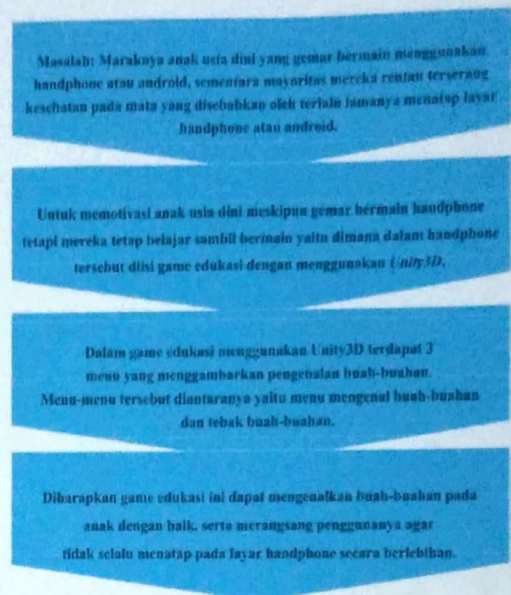 Masalah: Maraknya anak usia dini yang gemar bermain menggunakan
handphone atau android, sementara mayoritas mereka rentan terserang
kesehatan pada mata yang disebabkan oleh terlalu lamanya menatap layar
handphone atau android.
Untuk memotivasi anak usia dini meskipun gemar bermain handphone
tetapi mereka tetap belajar sambil bermain yaitu dimana dalam handphone
tersebut diisi game edukasi dengan menggunakan Unity3D.
Dalam game edukasi menggunakan Unity3D terdapat 3
menu yang menggambarkan pengenalan buah-buahan.
Menu-menu tersebut diantaranya yaitu menu mengenal buah-buahan
dan tebak buah-buahan.
Diharapkan game edukasi ini dapat mengenalkan buah-buahan pada
anak dengan baik, serta merangsang penggunanya agar
tidak selalu menatap pada layar handphone secara berlebihan.